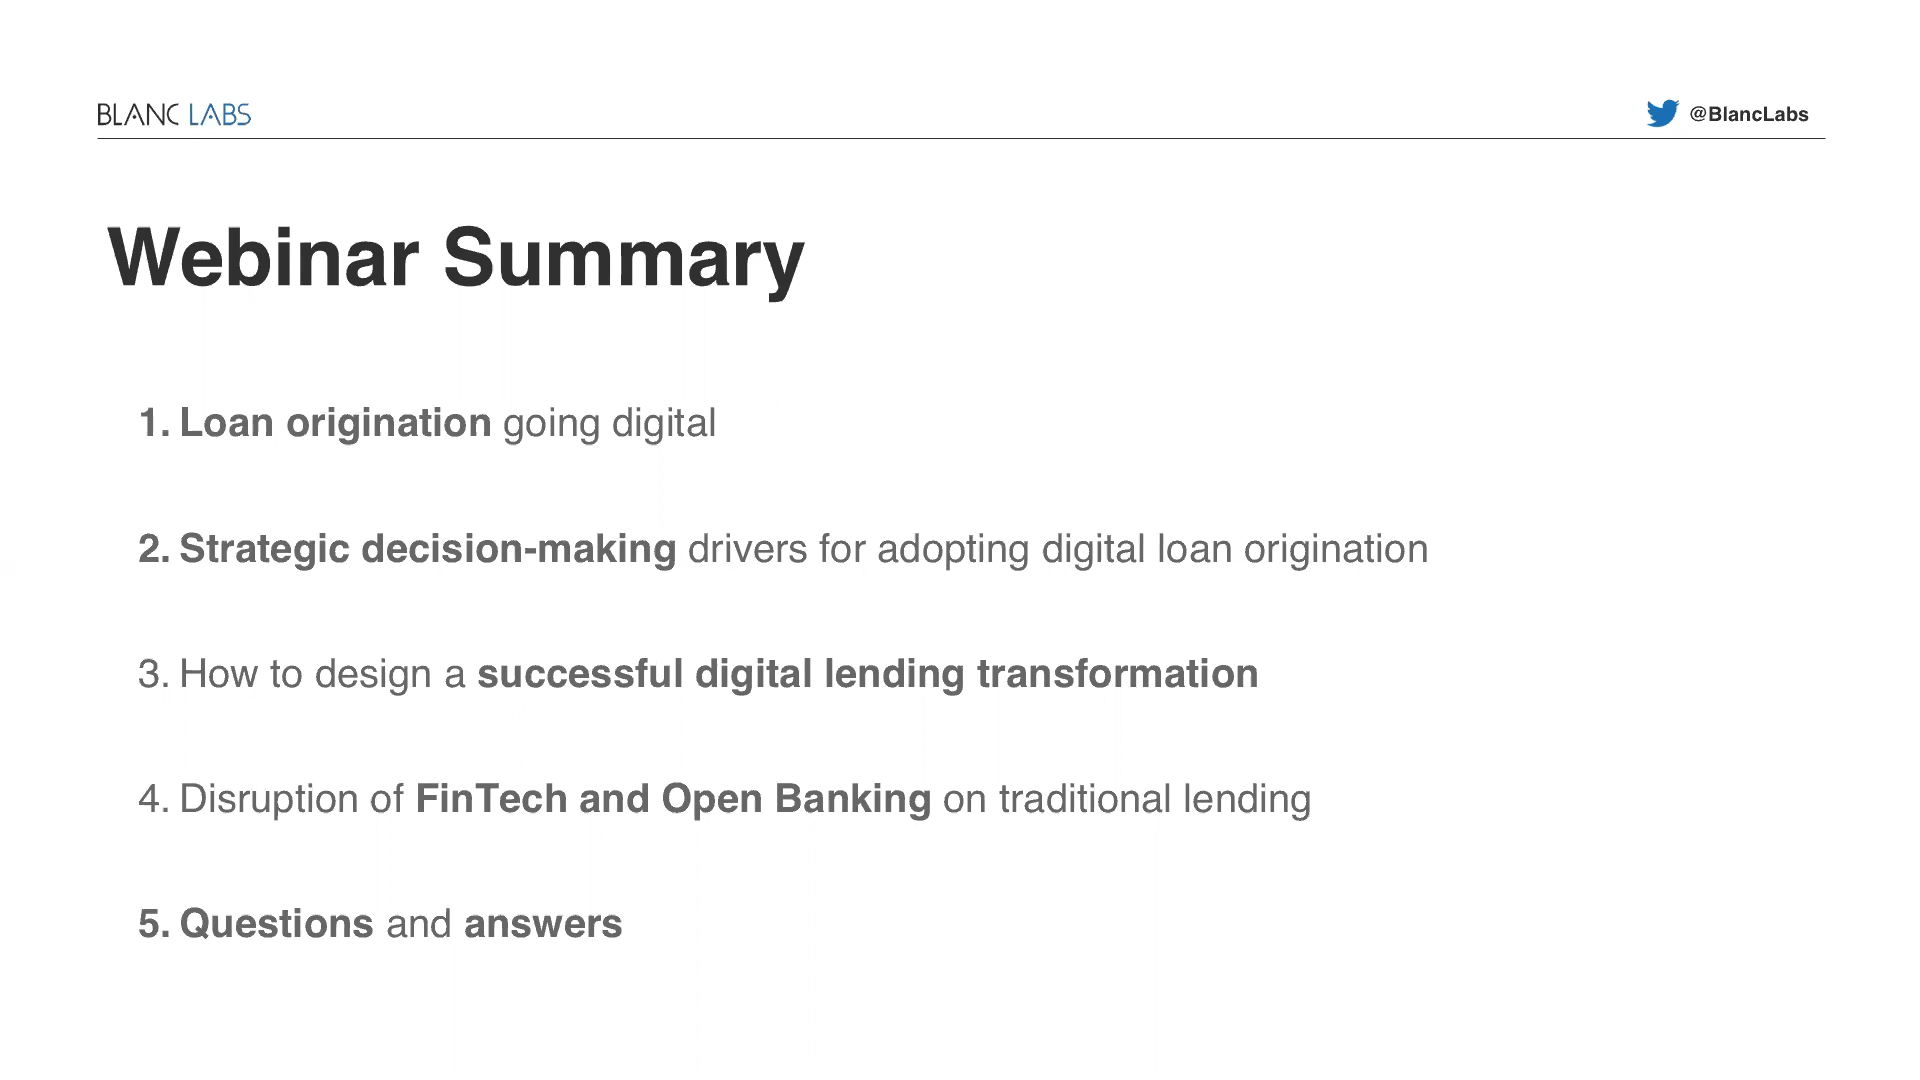 BLANC LABS
@BlancLabs
Webinar Summary
1. Loan origination going digital
2. Strategic decision-making drivers for adopting digital loan origination
3. How to design a successful digital lending transformation
4. Disruption of FinTech and Open Banking on traditional lending
5. Questions and answers